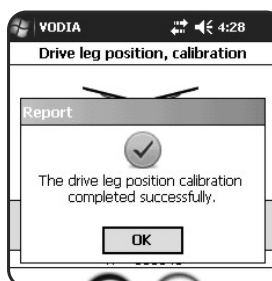 VODIA 4:28
Drive leg position, calibration
Report
The drive leg position calibration
completed successfully.
OK